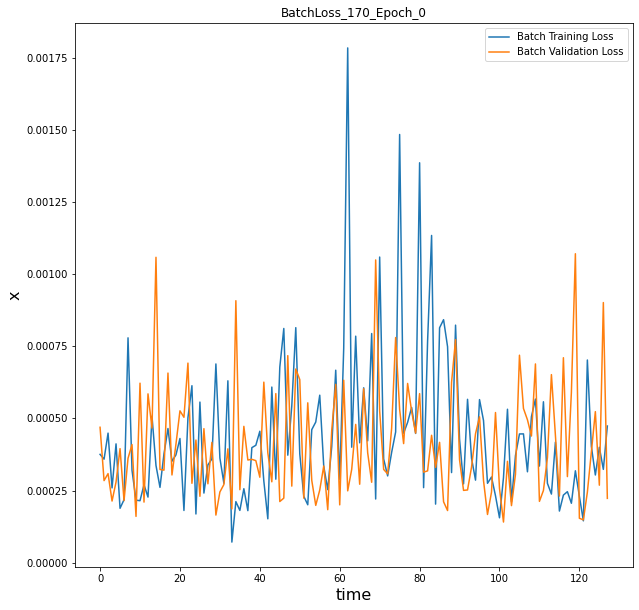 BatchLoss_170_Epoch_0
Batch Training Loss
Batch Validation Loss
0.00175
0.00150
0.00125
0.00100
0.00075
0.00050
0.00025
0.00000
x
0 20 40 60 80 100 120
time